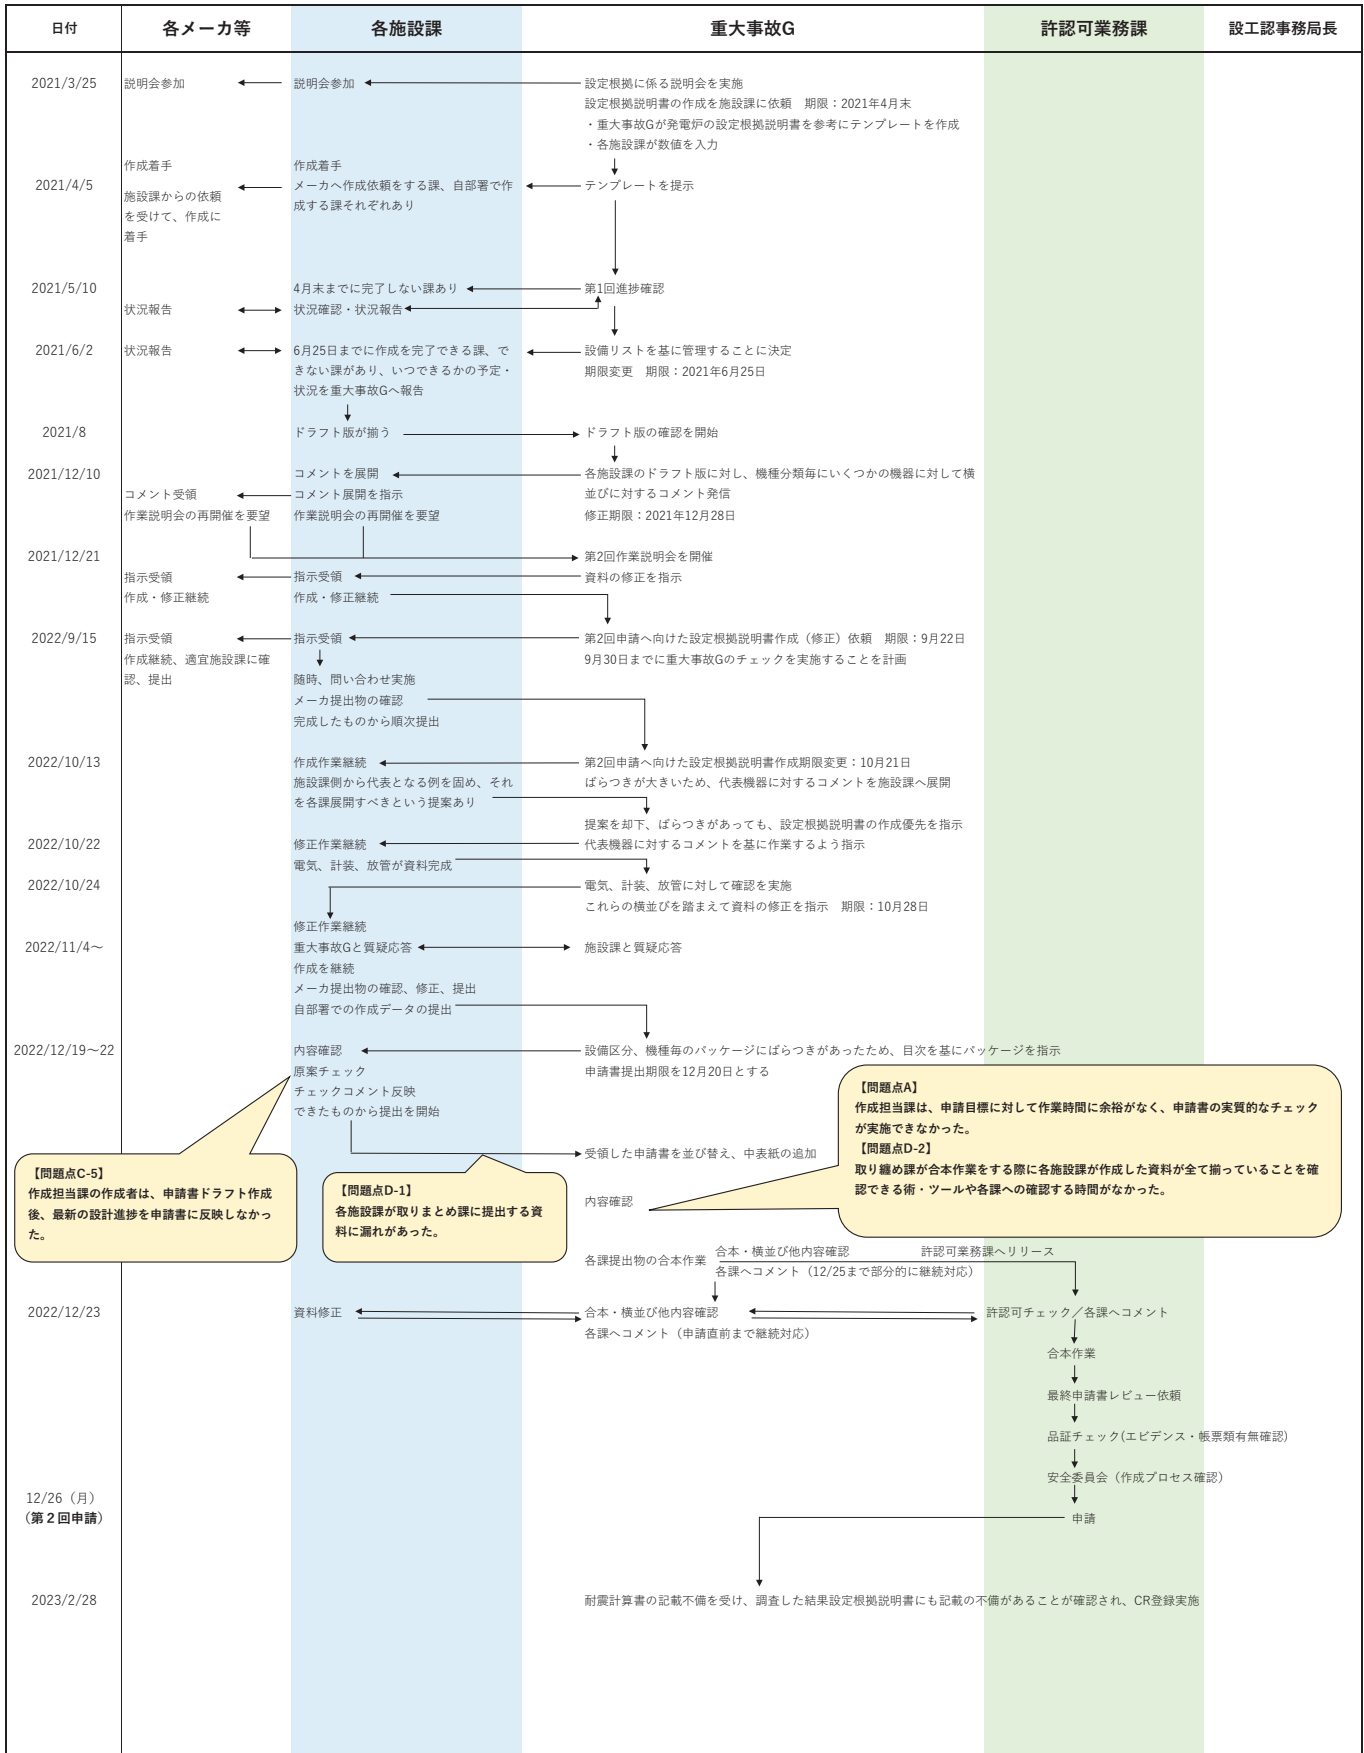 日付
各メーカ等
各施設課
重大事故G
許認可業務課
設工認事務局長
2021/3/25
説明会参加
説明会参加
設定根拠に係る説明会を実施
設定根拠説明書の作成を施設課に依頼　期限：2021年4月末
・重大事故Gが発電炉の設定根拠説明書を参考にテンプレートを作成
・各施設課が数値を入力
2021/4/5
作成着手
施設課からの依頼
を受けて、作成に
着手
作成着手
メーカへ作成依頼をする課、自部署で作
成する課それぞれあり
テンプレートを提示
2021/5/10
4月末までに完了しない課あり
第1回進捗確認
状況報告
状況確認・状況報告
2021/6/2
状況報告
6月25日までに作成を完了できる課、で
きない課があり、いつできるかの予定・
状況を重大事故Gへ報告
設備リストを基に管理することに決定
期限変更　期限：2021年6月25日
2021/8
ドラフト版が揃う
ドラフト版の確認を開始
2021/12/10
コメント受領
作業説明会の再開催を要望
コメントを展開
コメント展開を指示
作業説明会の再開催を要望
各施設課のドラフト版に対し、機種分類毎にいくつかの機器に対して横
並びに対するコメント発信
修正期限：2021年12月28日
2021/12/21
第2回作業説明会を開催
指示受領
作成・修正継続
指示受領
作成・修正継続
資料の修正を指示
2022/9/15
指示受領
作成継続、適宜施設課に確
認、提出
指示受領
随時、問い合わせ実施
メーカ提出物の確認
完成したものから順次提出
第2回申請へ向けた設定根拠説明書作成（修正）依頼　期限：9月22日
9月30日までに重大事故Gのチェックを実施することを計画
2022/10/13
作成作業継続
施設課側から代表となる例を固め、それ
を各課展開すべきという提案あり
第2回申請へ向けた設定根拠説明書作成期限変更：10月21日
ばらつきが大きいため、代表機器に対するコメントを施設課へ展開
提案を却下、ばらつきがあっても、設定根拠説明書の作成優先を指示
2022/10/22
修正作業継続
電気、計装、放管が資料完成
代表機器に対するコメントを基に作業するよう指示
2022/10/24
電気、計装、放管に対して確認を実施
これらの横並びを踏まえて資料の修正を指示　期限：10月28日
修正作業継続
2022/11/4～
重大事故Gと質疑応答
作成を継続
メーカ提出物の確認、修正、提出
自部署での作成データの提出
施設課と質疑応答
2022/12/19～22
内容確認
原案チェック
チェックコメント反映
できたものから提出を開始
設備区分、機種毎のパッケージにばらつきがあったため、目次を基にパッケージを指示
申請書提出期限を12月20日とする
【問題点A】
作成担当課は、申請目標に対して作業時間に余裕がなく、申請書の実質的なチェック
が実施できなかった。
【問題点D-2】
取り纏め課が合本作業をする際に各施設課が作成した資料が全て揃っていることを確
認できる術・ツールや各課への確認する時間がなかった。
受領した申請書を並び替え、中表紙の追加
【問題点C-5】
作成担当課の作成者は、申請書ドラフト作成
後、最新の設計進捗を申請書に反映しなかっ
た。
【問題点D-1】
各施設課が取りまとめ課に提出する資
料に漏れがあった。
内容確認
各課提出物の合本作業
合本・横並び他内容確認
各課へコメント（12/25まで部分的に継続対応）
許認可業務課へリリース
2022/12/23
資料修正
合本・横並び他内容確認
各課へコメント（申請直前まで継続対応）
許認可チェック／各課へコメント
合本作業
最終申請書レビュー依頼
品証チェック(エビデンス・帳票類有無確認)
安全委員会（作成プロセス確認）
12/26（月）
（第２回申請）
申請
2023/2/28
耐震計算書の記載不備を受け、調査した結果設定根拠説明書にも記載の不備があることが確認され、CR登録実施